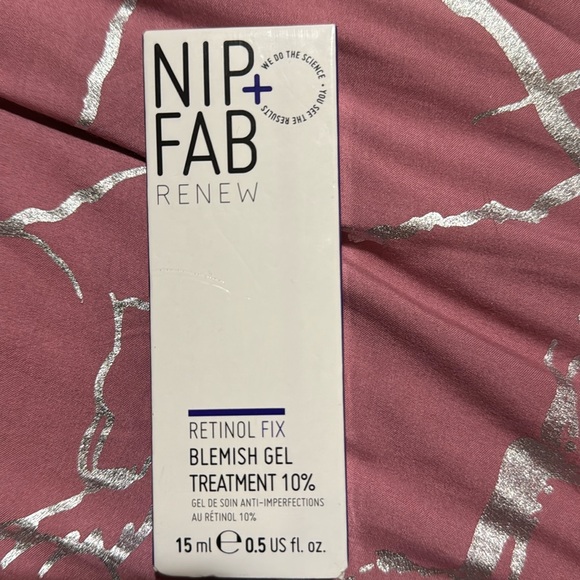 NIP+
FAB
RENEW
WE DO THE SCIENCE • YOU SEE THE RESULTS •
RETINOL FIX
BLEMISH GEL
TREATMENT 10%
GEL DE SOIN ANTI-IMPERFECTIONS
AU RÉTINOL 10%
15 ml ℮ 0.5 US fl. oz.